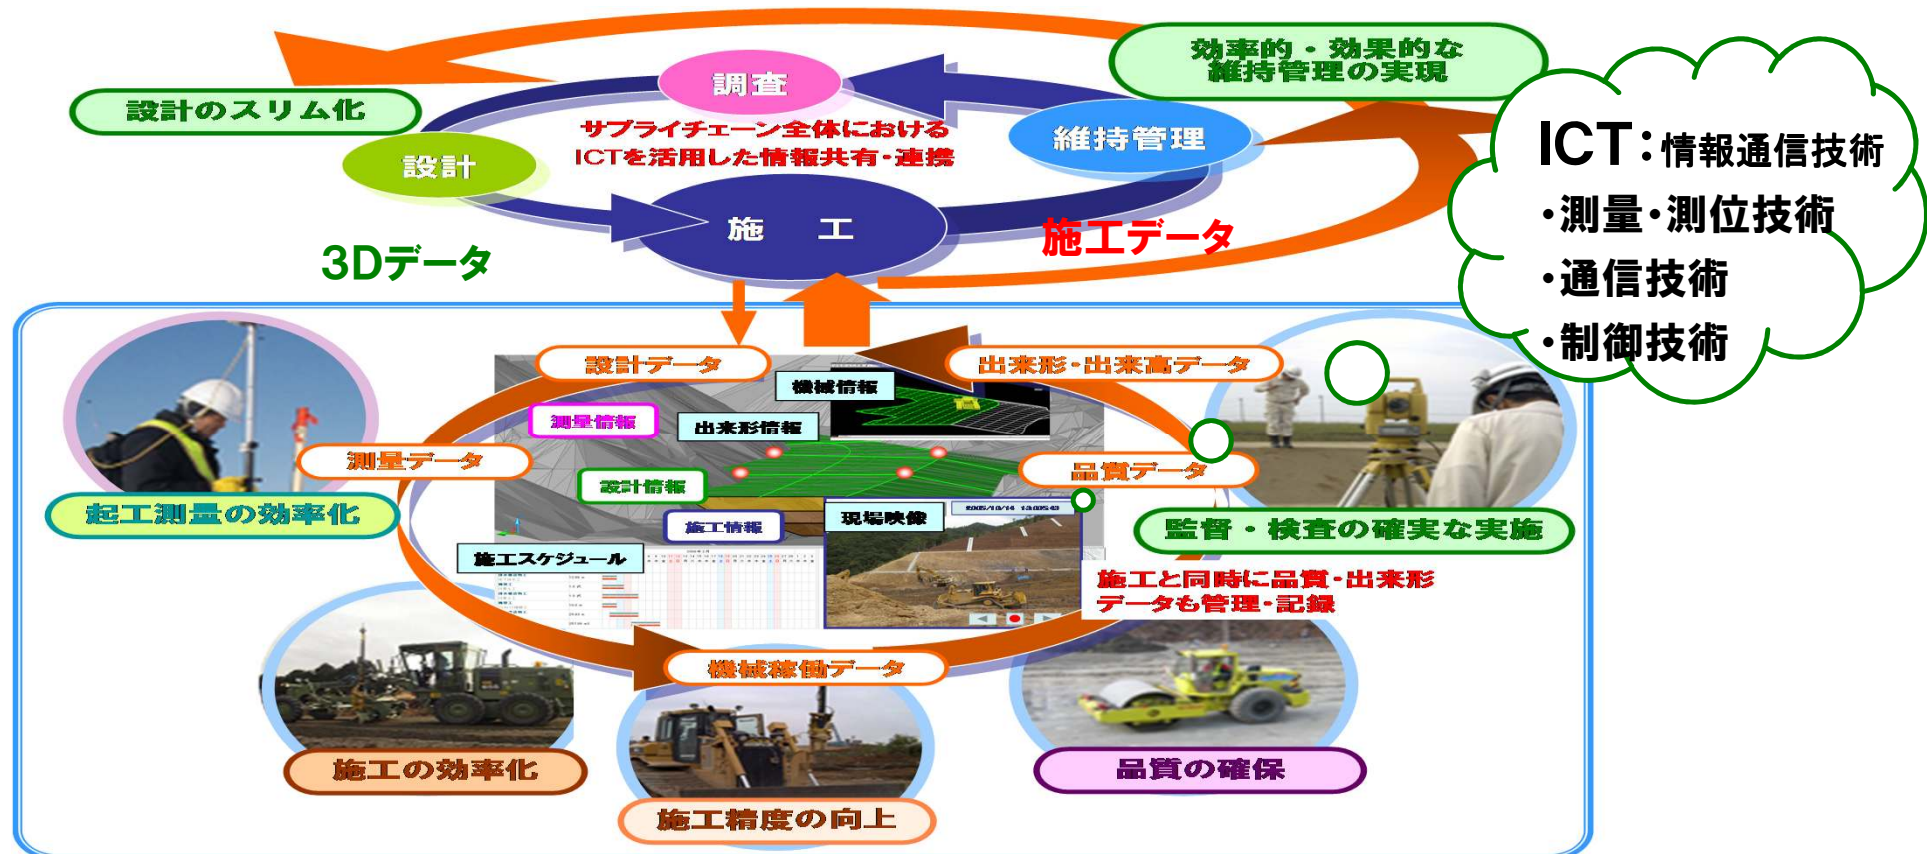 効率的・効果的な
維持管理の実現
調査
設計のスリム化
サプライチェーン全体における
ICTを活用した情報共有・連携
維持管理
設計
施 工
ICT：情報通信技術
・測量・測位技術
・通信技術
・制御技術
3Dデータ
施工データ
設計データ
出来形・出来高データ
機械情報
測量情報
出来形情報
測量データ
品質データ
設計情報
起工測量の効率化
施工情報
現場映像
監督・検査の確実な実施
施工スケジュール
施工と同時に品質・出来形
データも管理・記録
機械稼働データ
施工の効率化
品質の確保
施工精度の向上